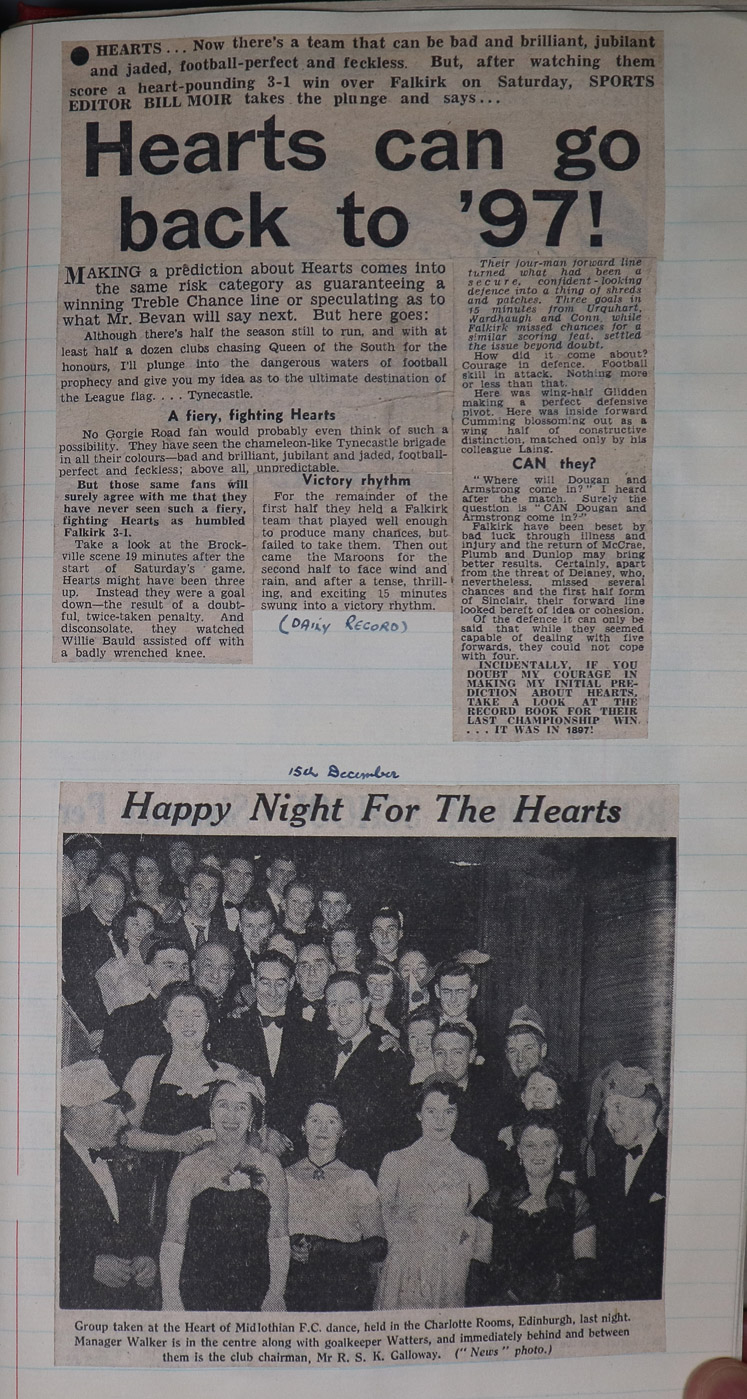 ● HEARTS ... Now there's a team that can be bad and brilliant, jubilant
and jaded, football-perfect and feckless. But, after watching them
score a heart-pounding 3-1 win over Falkirk on Saturday, SPORTS
EDITOR BILL MOIR takes the plunge and says...
Hearts can go
back to '97!
MAKING a prediction about Hearts comes into
the same risk category as guaranteeing a
winning Treble Chance line or speculating as to
what Mr. Bevan will say next. But here goes:
Although there's half the season still to run, and with at
least half a dozen clubs chasing Queen of the South for the
honours, I'll plunge into the dangerous waters of football
prophecy and give you my idea as to the ultimate destination of
the League flag. . . . Tynecastle.
A fiery, fighting Hearts
No Gorgie Road fan would probably even think of such a
possibility. They have seen the chameleon-like Tynecastle brigade
in all their colours—bad and brilliant, jubilant and jaded, football-
perfect and feckless; above all, unpredictable.
But those same fans will
surely agree with me that they
have never seen such a fiery,
fighting Hearts as humbled
Falkirk 3-1.
Take a look at the Brock-
ville scene 19 minutes after the
start of Saturday's game.
Hearts might have been three
up. Instead they were a goal
down—the result of a doubt-
ful, twice-taken penalty. And
disconsolate, they watched
Willie Bauld assisted off with
a badly wrenched knee.
Victory rhythm
For the remainder of the
first half they held a Falkirk
team that played well enough
to produce many chances, but
failed to take them. Then out
came the Maroons for the
second half to face wind and
rain, and after a tense, thrill-
ing, and exciting 15 minutes
swung into a victory rhythm.
(DAILY RECORD)
Their four-man forward line
turned what had been a
secure, confident-looking
defence into a thing of shreds
and patches. Three goals in
15 minutes from Urquhart,
Wardhaugh and Conn, while
Falkirk missed chances for a
similar scoring feat, settled
the issue beyond doubt.
How did it come about?
Courage in defence. Football
skill in attack. Nothing more
or less than that.
Here was wing-half Glidden
making a perfect defensive
pivot. Here was inside forward
Cumming blossoming out as a
wing half of constructive
distinction, matched only by his
colleague Laing.
CAN they?
"Where will Dougan and
Armstrong come in?" I heard
after the match. Surely the
question is "CAN Dougan and
Armstrong come in?"
Falkirk have been beset by
bad luck through illness and
injury and the return of McCrae,
Plumb and Dunlop may bring
better results. Certainly, apart
from the threat of Delaney, who,
nevertheless, missed several
chances and the first half form
of Sinclair, their forward line
looked bereft of idea or cohesion.
Of the defence it can only be
said that while they seemed
capable of dealing with five
forwards, they could not cope
with four.
INCIDENTALLY, IF YOU
DOUBT MY COURAGE IN
MAKING MY INITIAL PRE-
DICTION ABOUT HEARTS,
TAKE A LOOK AT THE
RECORD BOOK FOR THEIR
LAST CHAMPIONSHIP WIN.
. . . IT WAS IN 1897!
15th December
Happy Night For The Hearts
Group taken at the Heart of Midlothian F.C. dance, held in the Charlotte Rooms, Edinburgh, last night.
Manager Walker is in the centre along with goalkeeper Watters, and immediately behind and between
them is the club chairman, Mr R. S. K. Galloway. ("News" photo.)